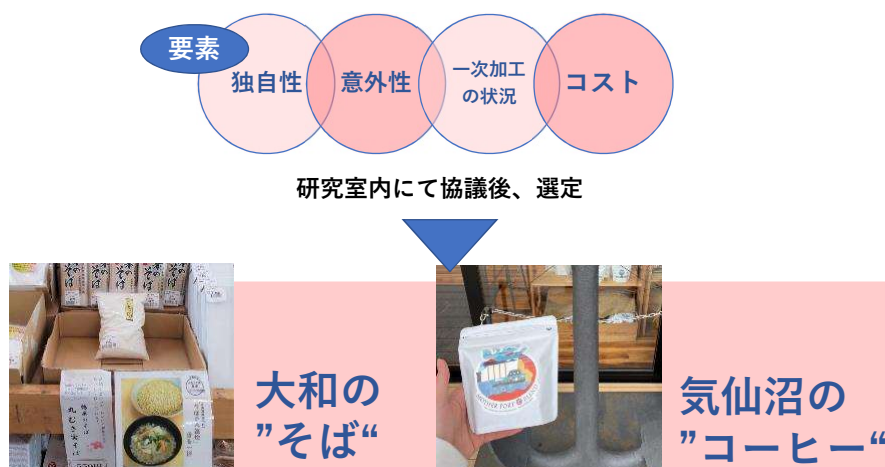 要素
独自性
意外性
一次加工
の状況
コスト
研究室内にて協議後、選定
大和の
”そば“
気仙沼の
”コーヒー“